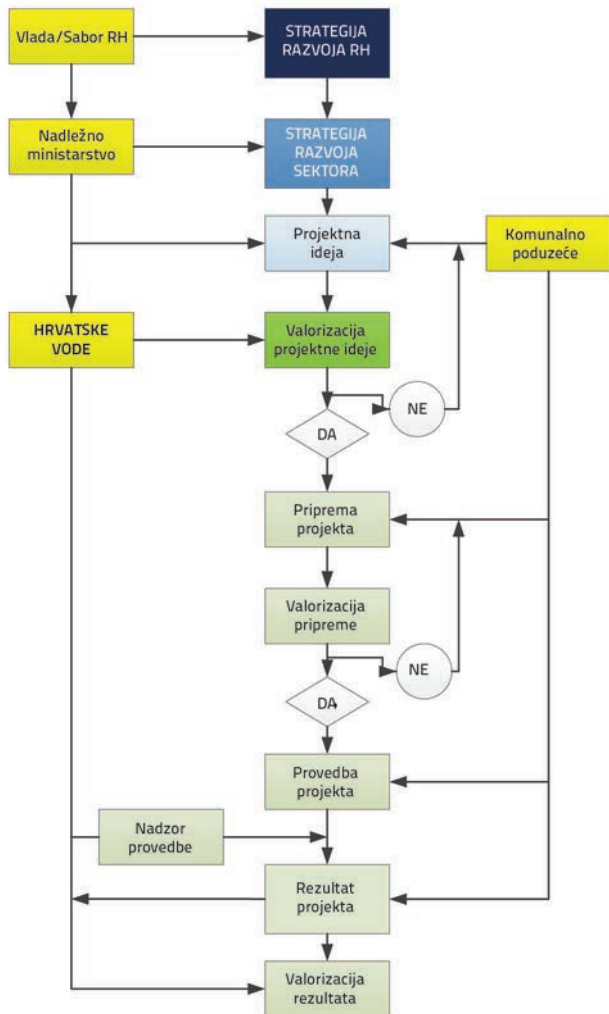 Vlada/Sabor RH
STRATEGIJA
RAZVOJA RH
Nadležno
ministarstvo
STRATEGIJA
RAZVOJA
SEKTORA
Projektna
ideja
Komunalno
poduzeće
HRVATSKE
VODE
Valorizacija
projektne ideje
NE
DA
Priprema
projekta
Valorizacija
pripreme
NE
DA
Provedba
projekta
Nadzor
provedbe
Rezultat
projekta
Valorizacija
rezultata